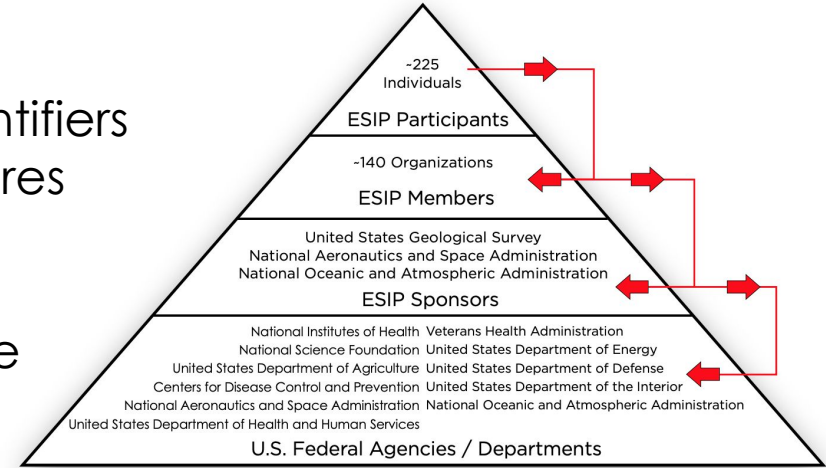 ntifiers
res
e
~225
Individuals
ESIP Participants
~140 Organizations
ESIP Members
United States Geological Survey
National Aeronautics and Space Administration
National Oceanic and Atmospheric Administration
ESIP Sponsors
National Institutes of Health Veterans Health Administration
National Science Foundation United States Department of Energy
United States Department of Agriculture United States Department of Defense
Centers for Disease Control and Prevention United States Department of the Interior
National Aeronautics and Space Administration National Oceanic and Atmospheric Administration
United States Department of Health and Human Services
U.S. Federal Agencies / Departments